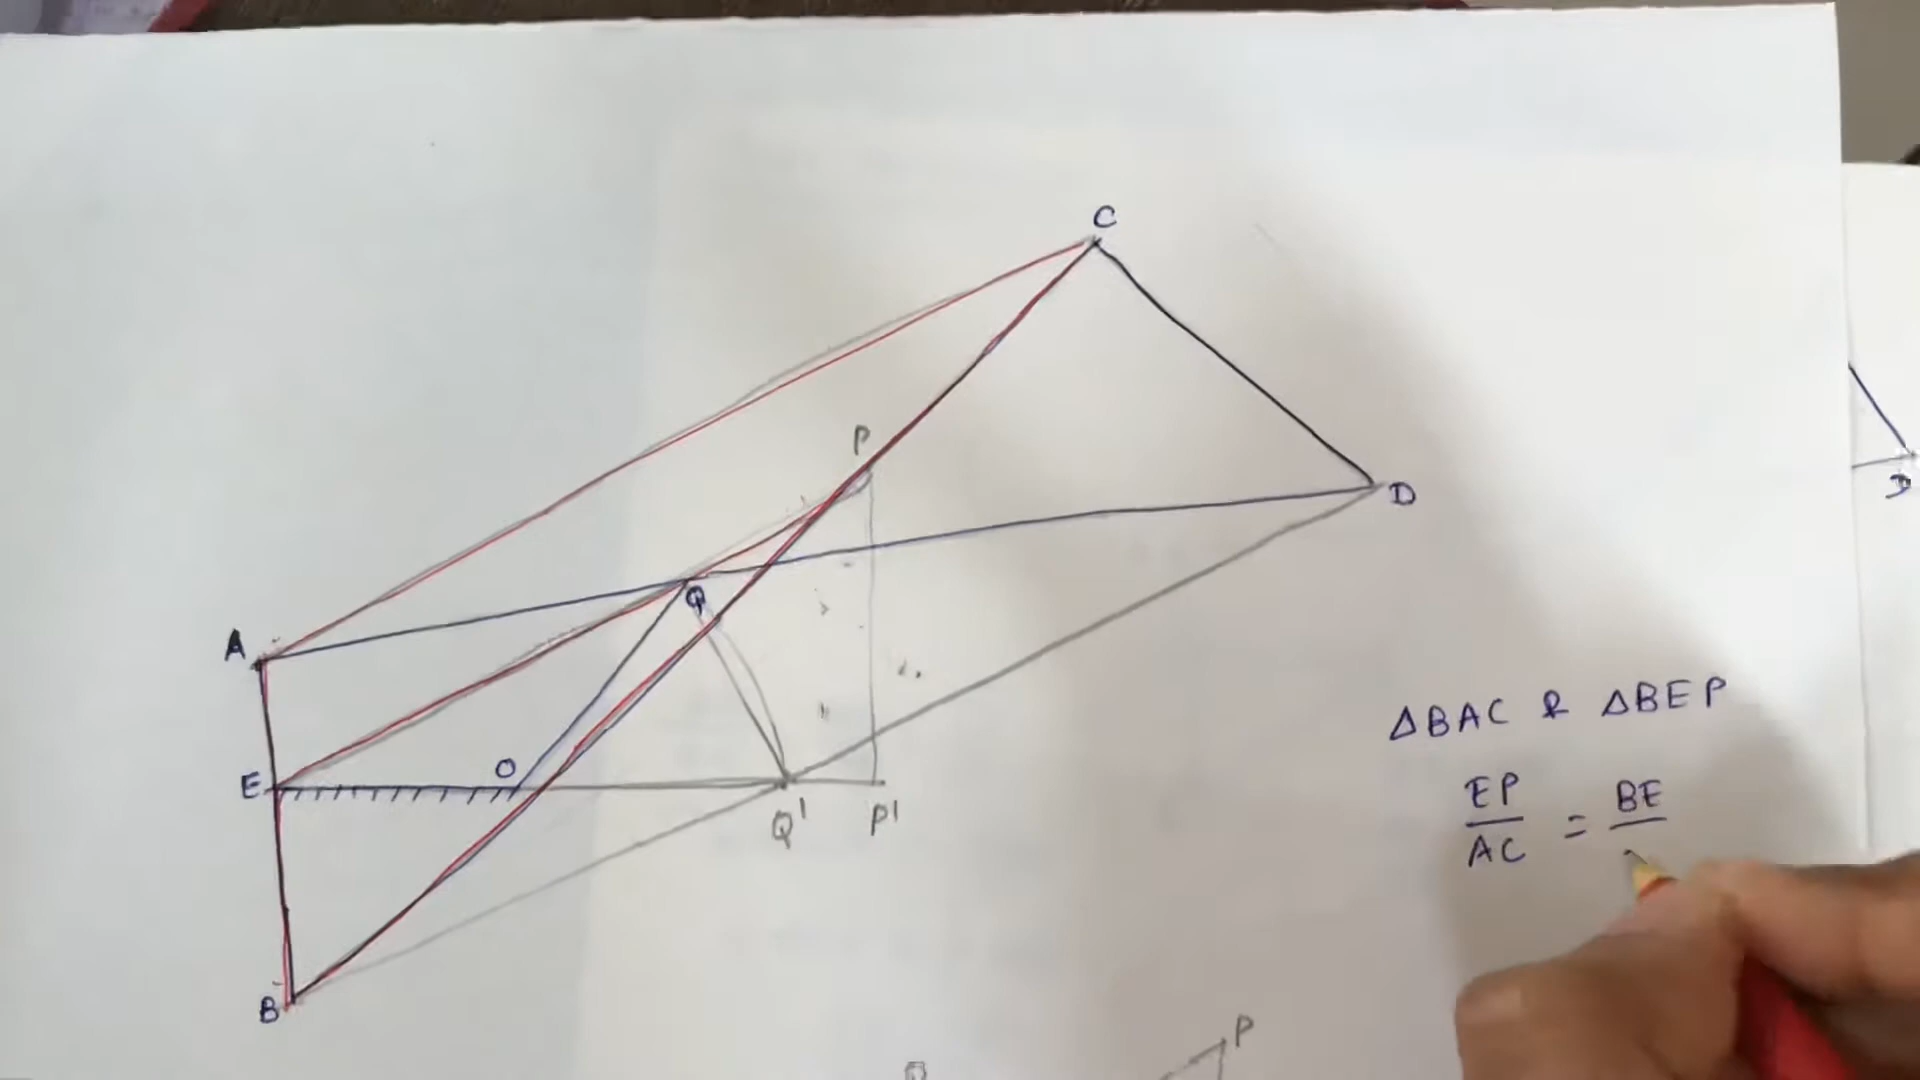 C
P
D
D
Q
A
ΔBAC & ΔBEP
E
O
EP/AC = BE/
Q'
P'
B
P